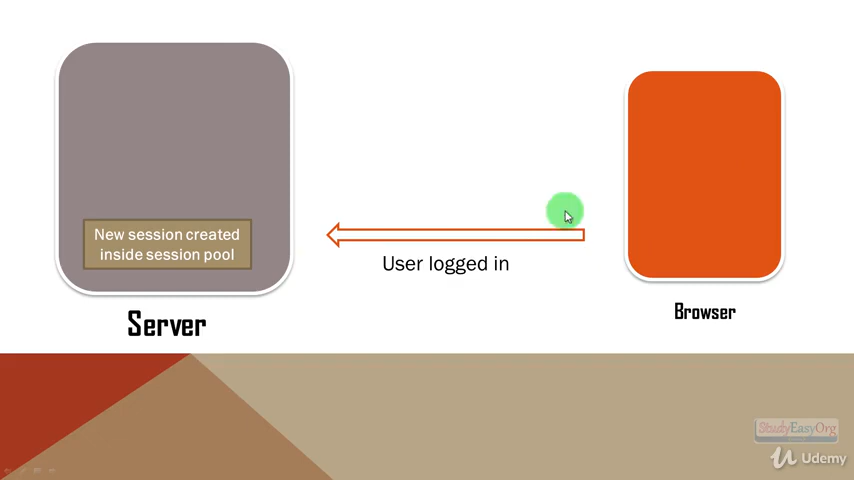 New session created
inside session pool
User logged in
Server
Browser
StudyEasyOrg
Udemy